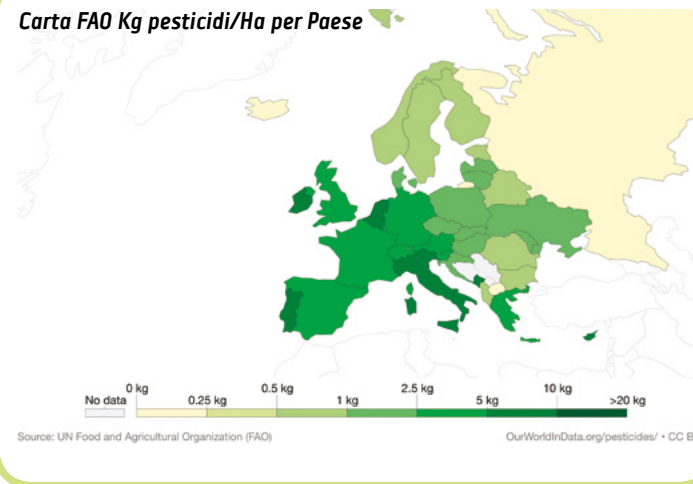 Carta FAO Kg pesticidi/Ha per Paese
No data 0 kg 0.25 kg 0.5 kg 1 kg 2.5 kg 5 kg 10 kg >20 kg
Source: UN Food and Agricultural Organization (FAO) OurWorldInData.org/pesticides/ • CC B